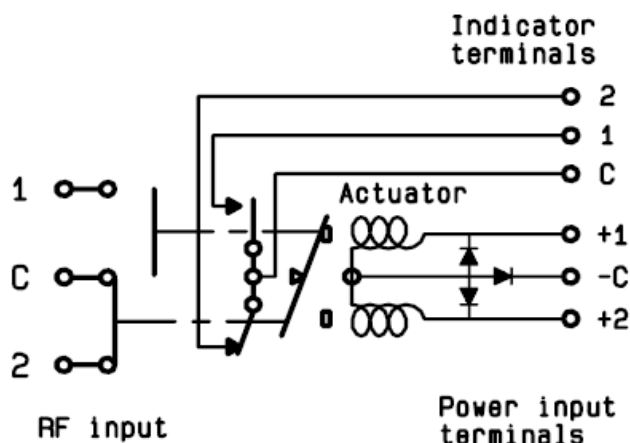 Indicator
terminals
2
1
C
Actuator
1
C
2
+1
-C
+2
RF input
Power input
terminals